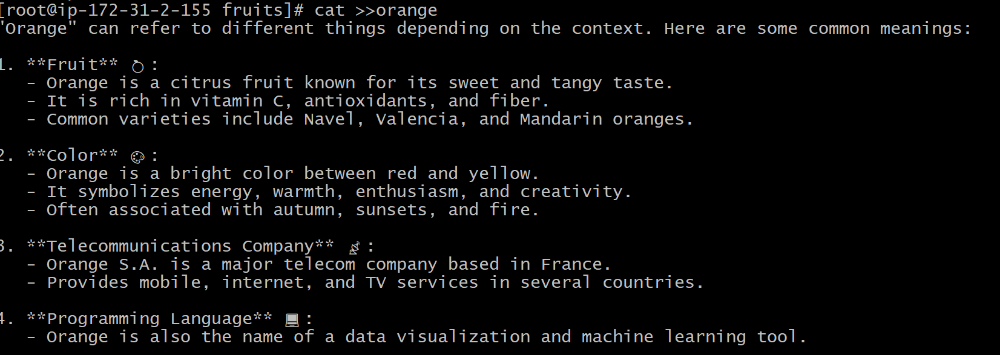 [root@ip-172-31-2-155 fruits]# cat >>orange
"Orange" can refer to different things depending on the context. Here are some common meanings:
1. **Fruit** 🍊:
- Orange is a citrus fruit known for its sweet and tangy taste.
- It is rich in vitamin C, antioxidants, and fiber.
- Common varieties include Navel, Valencia, and Mandarin oranges.
2. **Color** 🎨:
- Orange is a bright color between red and yellow.
- It symbolizes energy, warmth, enthusiasm, and creativity.
- Often associated with autumn, sunsets, and fire.
3. **Telecommunications Company** 📡:
- Orange S.A. is a major telecom company based in France.
- Provides mobile, internet, and TV services in several countries.
4. **Programming Language** 💻:
- Orange is also the name of a data visualization and machine learning tool.